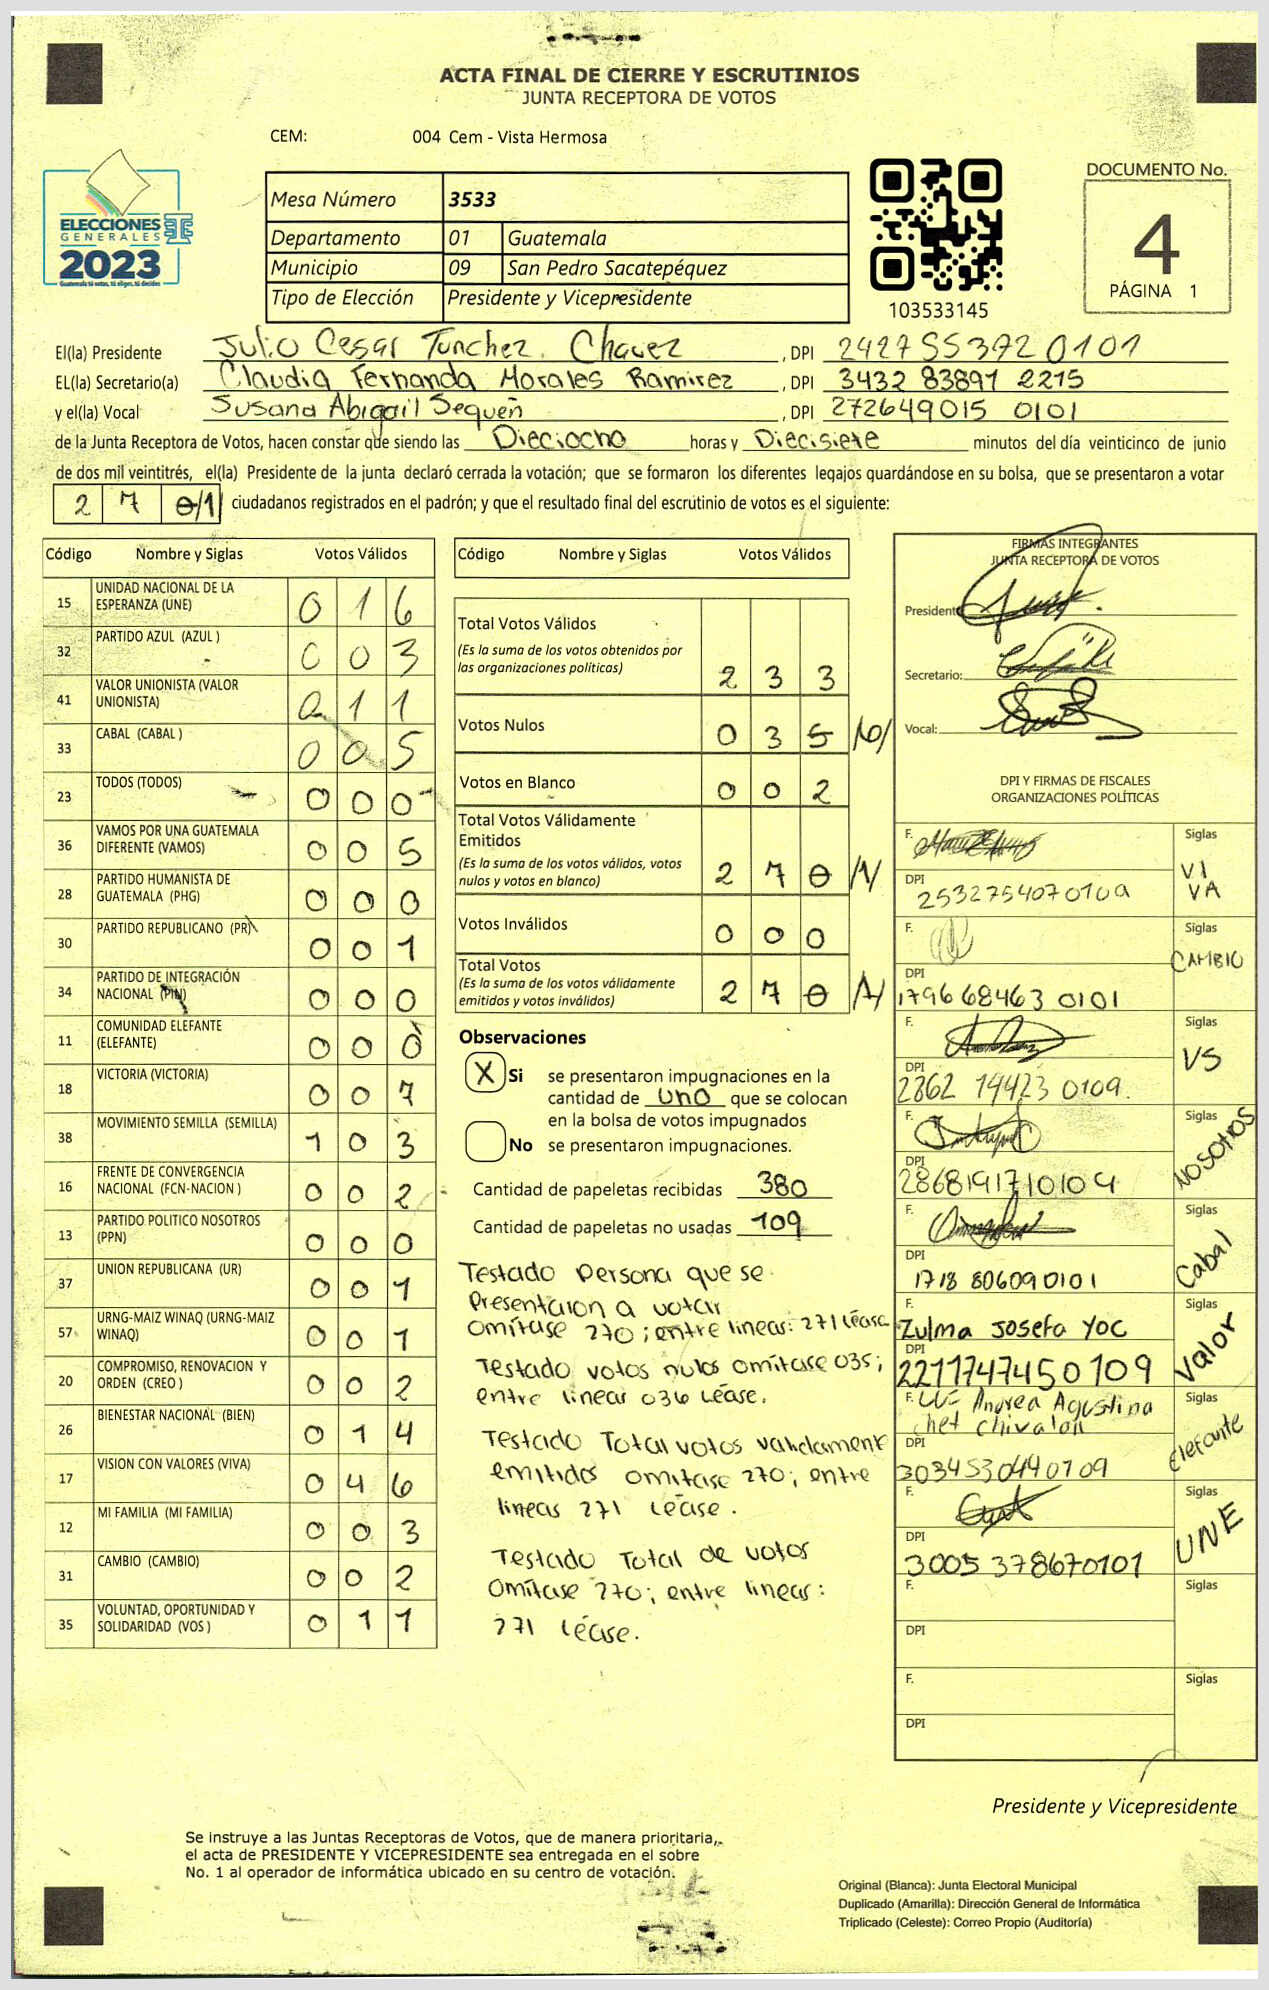 ACTA FINAL DE CIERRE Y ESCRUTINIOS
JUNTA RECEPTORA DE VOTOS
CEM: 004 Cem - Vista Hermosa
ELECCIONES
GENERALES
2023
Guatemala tú votas, tú eliges, tú decides
Mesa Número 3533
Departamento 01 Guatemala
Municipio 09 San Pedro Sacatepéquez
Tipo de Elección Presidente y Vicepresidente
103533145
DOCUMENTO No.
4
PÁGINA 1
El(la) Presidente Julio Cesar Tunchez Chavez , DPI 2427553720101
EL(la) Secretario(a) Claudia Fernanda Morales Ramirez , DPI 3432 83891 2215
y el(la) Vocal Susana Abigail Sequeñ , DPI 272649015 0101
de la Junta Receptora de Votos, hacen constar que siendo las Dieciocho horas y Diecisiete minutos del día veinticinco de junio
de dos mil veintitrés, el(la) Presidente de la junta declaró cerrada la votación; que se formaron los diferentes legajos quardándose en su bolsa, que se presentaron a votar
2 7 0/1 ciudadanos registrados en el padrón; y que el resultado final del escrutinio de votos es el siguiente:
Código Nombre y Siglas Votos Válidos
15 UNIDAD NACIONAL DE LA ESPERANZA (UNE) 0 1 6
32 PARTIDO AZUL (AZUL ) 0 0 3
41 VALOR UNIONISTA (VALOR UNIONISTA) 0 1 1
33 CABAL (CABAL ) 0 0 5
23 TODOS (TODOS) 0 0 0
36 VAMOS POR UNA GUATEMALA DIFERENTE (VAMOS) 0 0 5
28 PARTIDO HUMANISTA DE GUATEMALA (PHG) 0 0 0
30 PARTIDO REPUBLICANO (PR) 0 0 1
34 PARTIDO DE INTEGRACIÓN NACIONAL (PIN) 0 0 0
11 COMUNIDAD ELEFANTE (ELEFANTE) 0 0 0
18 VICTORIA (VICTORIA) 0 0 7
38 MOVIMIENTO SEMILLA (SEMILLA) 1 0 3
16 FRENTE DE CONVERGENCIA NACIONAL (FCN-NACION ) 0 0 2
13 PARTIDO POLITICO NOSOTROS (PPN) 0 0 0
37 UNION REPUBLICANA (UR) 0 0 1
57 URNG-MAIZ WINAQ (URNG-MAIZ WINAQ) 0 0 1
20 COMPROMISO, RENOVACION Y ORDEN (CREO ) 0 0 2
26 BIENESTAR NACIONAL (BIEN) 0 1 4
17 VISION CON VALORES (VIVA) 0 4 6
12 MI FAMILIA (MI FAMILIA) 0 0 3
31 CAMBIO (CAMBIO) 0 0 2
35 VOLUNTAD, OPORTUNIDAD Y SOLIDARIDAD (VOS ) 0 1 1
Código Nombre y Siglas Votos Válidos
Total Votos Válidos
(Es la suma de los votos obtenidos por
las organizaciones políticas) 2 3 3
Votos Nulos 0 3 5 /6/
Votos en Blanco 0 0 2
Total Votos Válidamente
Emitidos
(Es la suma de los votos válidos, votos
nulos y votos en blanco) 2 7 0 /1/
Votos Inválidos 0 0 0
Total Votos
(Es la suma de los votos válidamente
emitidos y votos inválidos) 2 7 0 /1/
Observaciones
X Si se presentaron impugnaciones en la
cantidad de uno que se colocan
en la bolsa de votos impugnados
No se presentaron impugnaciones.
Cantidad de papeletas recibidas 380
Cantidad de papeletas no usadas 109
Testado Persona que se
Presentaion a votar
omítase 270; entre lineas: 271 léase
Testado votos nulos omítase 035;
entre lineas 036 Léase.
Testado Total votos validamente
emitidos omitase 270; entre
lineas 271 Léase.
Testado Total de votos
omítase 270; entre lineas:
271 léase.
FIRMAS INTEGRANTES
JUNTA RECEPTORA DE VOTOS
Presidente:
Secretario:
Vocal:
DPI Y FIRMAS DE FISCALES
ORGANIZACIONES POLÍTICAS
F. Siglas VI VA
DPI 2532754070109
F. Siglas CAMBIO
DPI 1796684630101
F. Siglas VS
DPI 2862 14423 0109.
F. Siglas NOSOTROS
DPI 2868191710109
F. Siglas Cabal
DPI 1718 806090101
F. Zulma Josefa Yoc Siglas Valor
DPI 2211747450109
F. Andrea Agustina Siglas Elefante
chet chivalan
DPI 3034530440109
F. Siglas UNE
DPI 3005 378670101
F. Siglas
DPI
F. Siglas
DPI
Presidente y Vicepresidente
Se instruye a las Juntas Receptoras de Votos, que de manera prioritaria,
el acta de PRESIDENTE Y VICEPRESIDENTE sea entregada en el sobre
No. 1 al operador de informática ubicado en su centro de votación.
Original (Blanca): Junta Electoral Municipal
Duplicado (Amarilla): Dirección General de Informática
Triplicado (Celeste): Correo Propio (Auditoría)